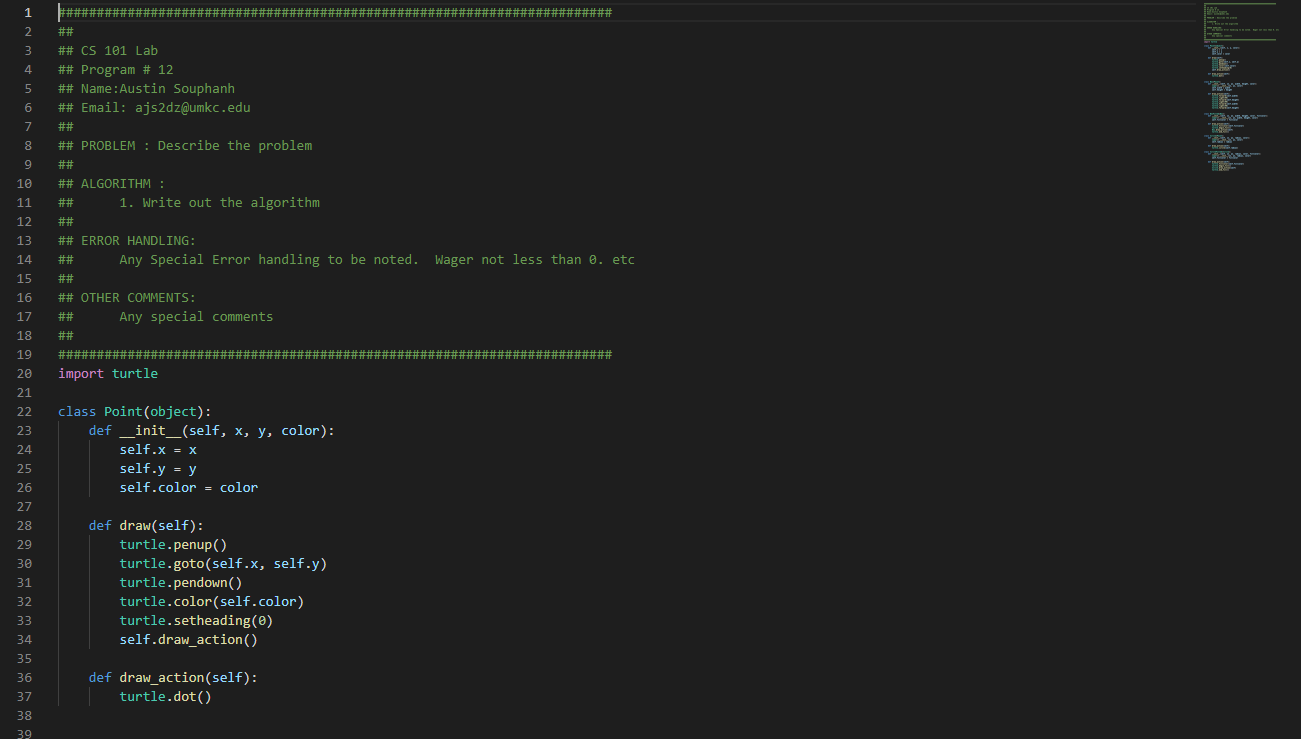 1 ########################################################################
2 ##
3 ## CS 101 Lab
4 ## Program # 12
5 ## Name:Austin Souphanh
6 ## Email: ajs2dz@umkc.edu
7 ##
8 ## PROBLEM : Describe the problem
9 ##
10 ## ALGORITHM :
11 ##      1. Write out the algorithm
12 ##
13 ## ERROR HANDLING:
14 ##      Any Special Error handling to be noted.  Wager not less than 0. etc
15 ##
16 ## OTHER COMMENTS:
17 ##      Any special comments
18 ##
19 ########################################################################
20 import turtle
21
22 class Point(object):
23     def __init__(self, x, y, color):
24         self.x = x
25         self.y = y
26         self.color = color
27
28     def draw(self):
29         turtle.penup()
30         turtle.goto(self.x, self.y)
31         turtle.pendown()
32         turtle.color(self.color)
33         turtle.setheading(0)
34         self.draw_action()
35
36     def draw_action(self):
37         turtle.dot()
38
39